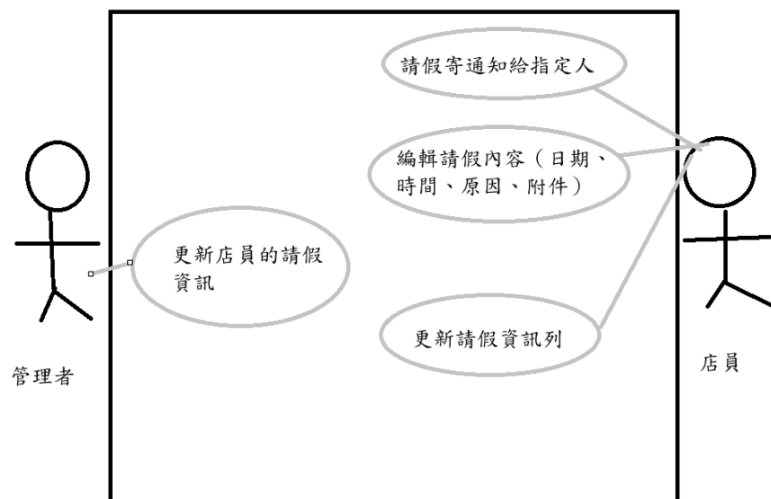 請假寄通知給指定人
編輯請假內容（日期、
時間、原因、附件）
更新店員的請假
資訊
更新請假資訊列
管理者
店員